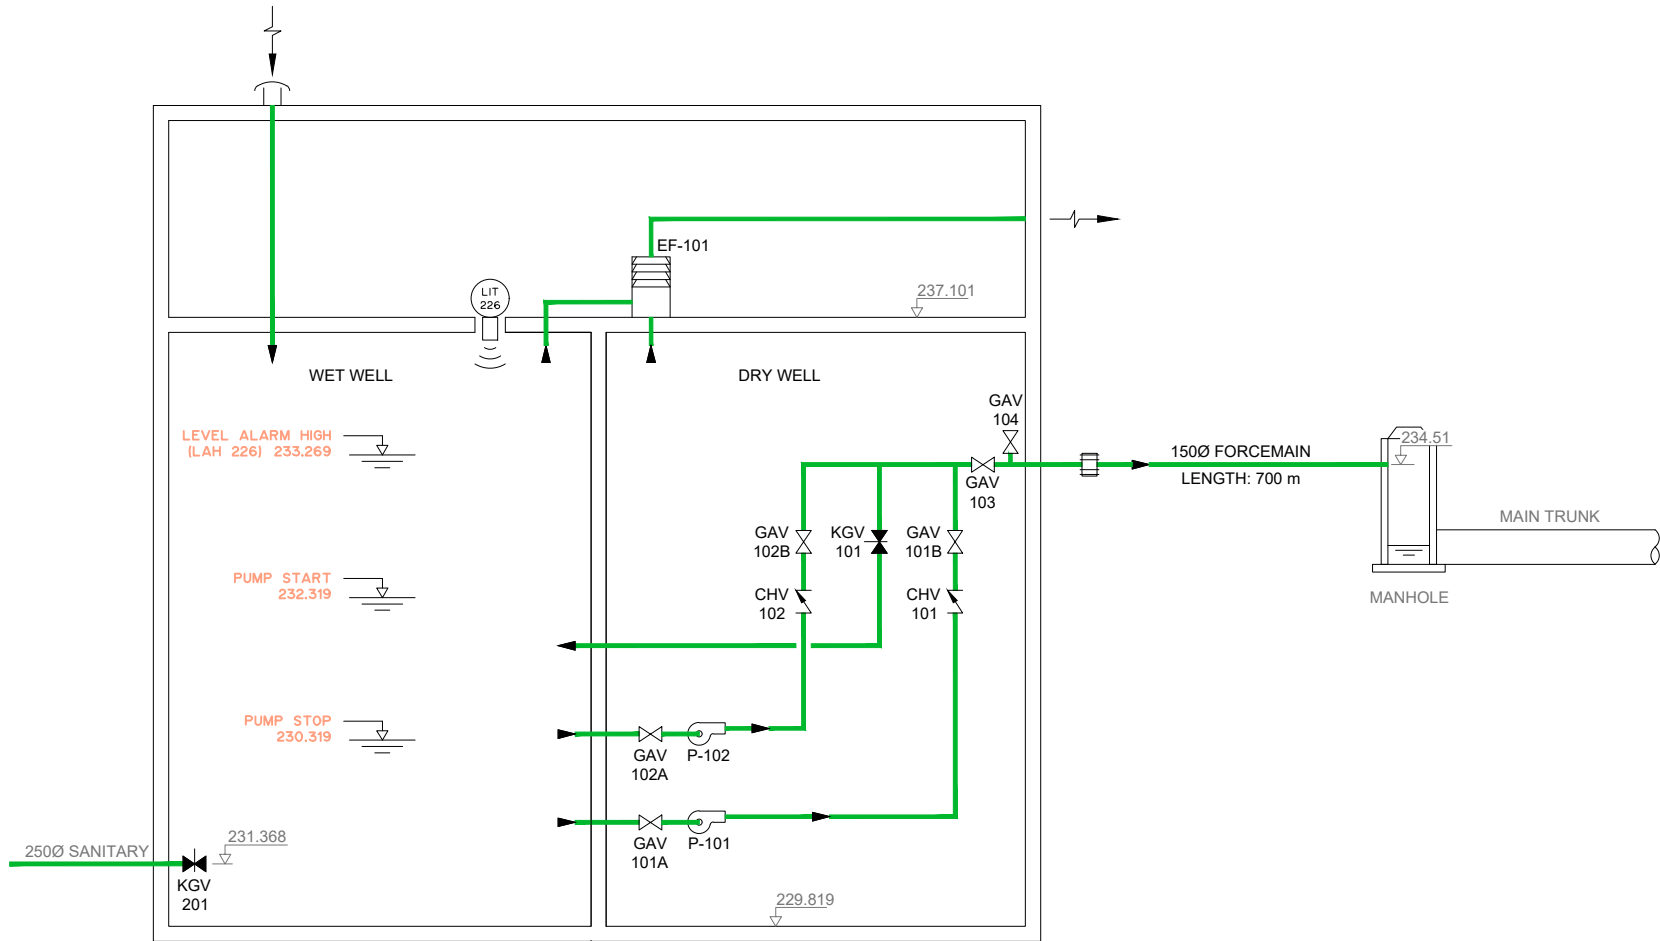 EF-101
LIT
226
237.101
WET WELL
DRY WELL
GAV
104
LEVEL ALARM HIGH
(LAH 226) 233.269
234.51
150Ø FORCEMAIN
LENGTH: 700 m
GAV
103
MAIN TRUNK
GAV
102B
KGV
101
GAV
101B
PUMP START
232.319
CHV
102
CHV
101
MANHOLE
PUMP STOP
230.319
GAV
102A
P-102
231.368
250Ø SANITARY
GAV
101A
P-101
KGV
201
229.819